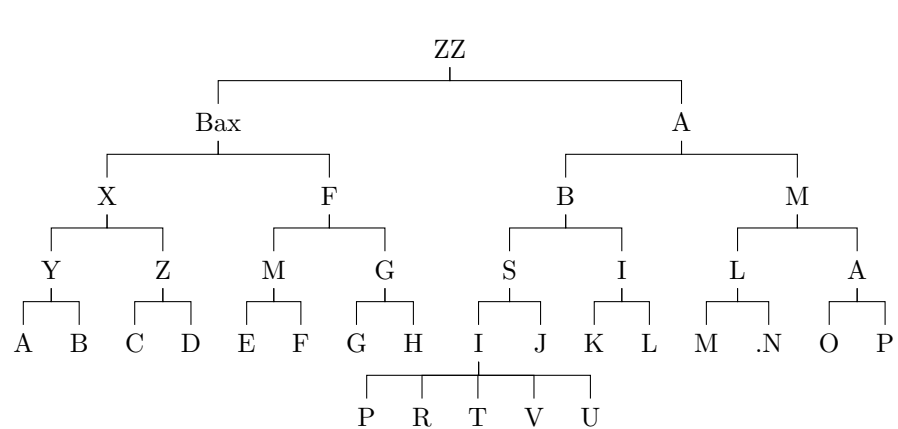 ZZ
Bax A
X F B M
Y Z M G S I L A
A B C D E F G H I J K L M .N O P
P R T V U